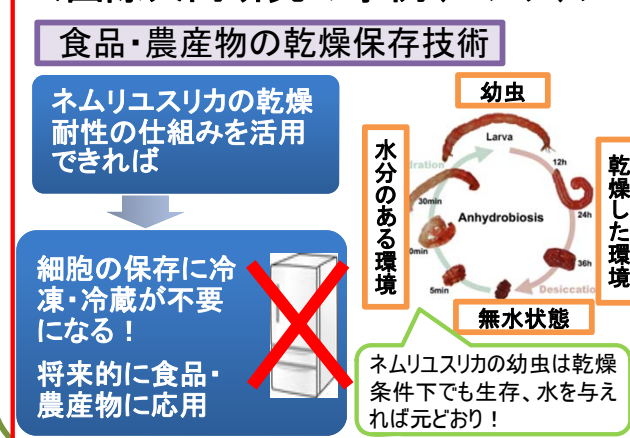 食品・農産物の乾燥保存技術
ネムリユスリカの乾燥
耐性の仕組みを活用
できれば
細胞の保存に冷
凍・冷蔵が不要
になる！
将来的に食品・
農産物に応用
幼虫
Larva
水分のある環境
乾燥した環境
12h
30min
24h
Anhydrobiosis
36h
5min
Desiccation
無水状態
ネムリユスリカの幼虫は乾燥
条件下でも生存、水を与え
れば元どおり！